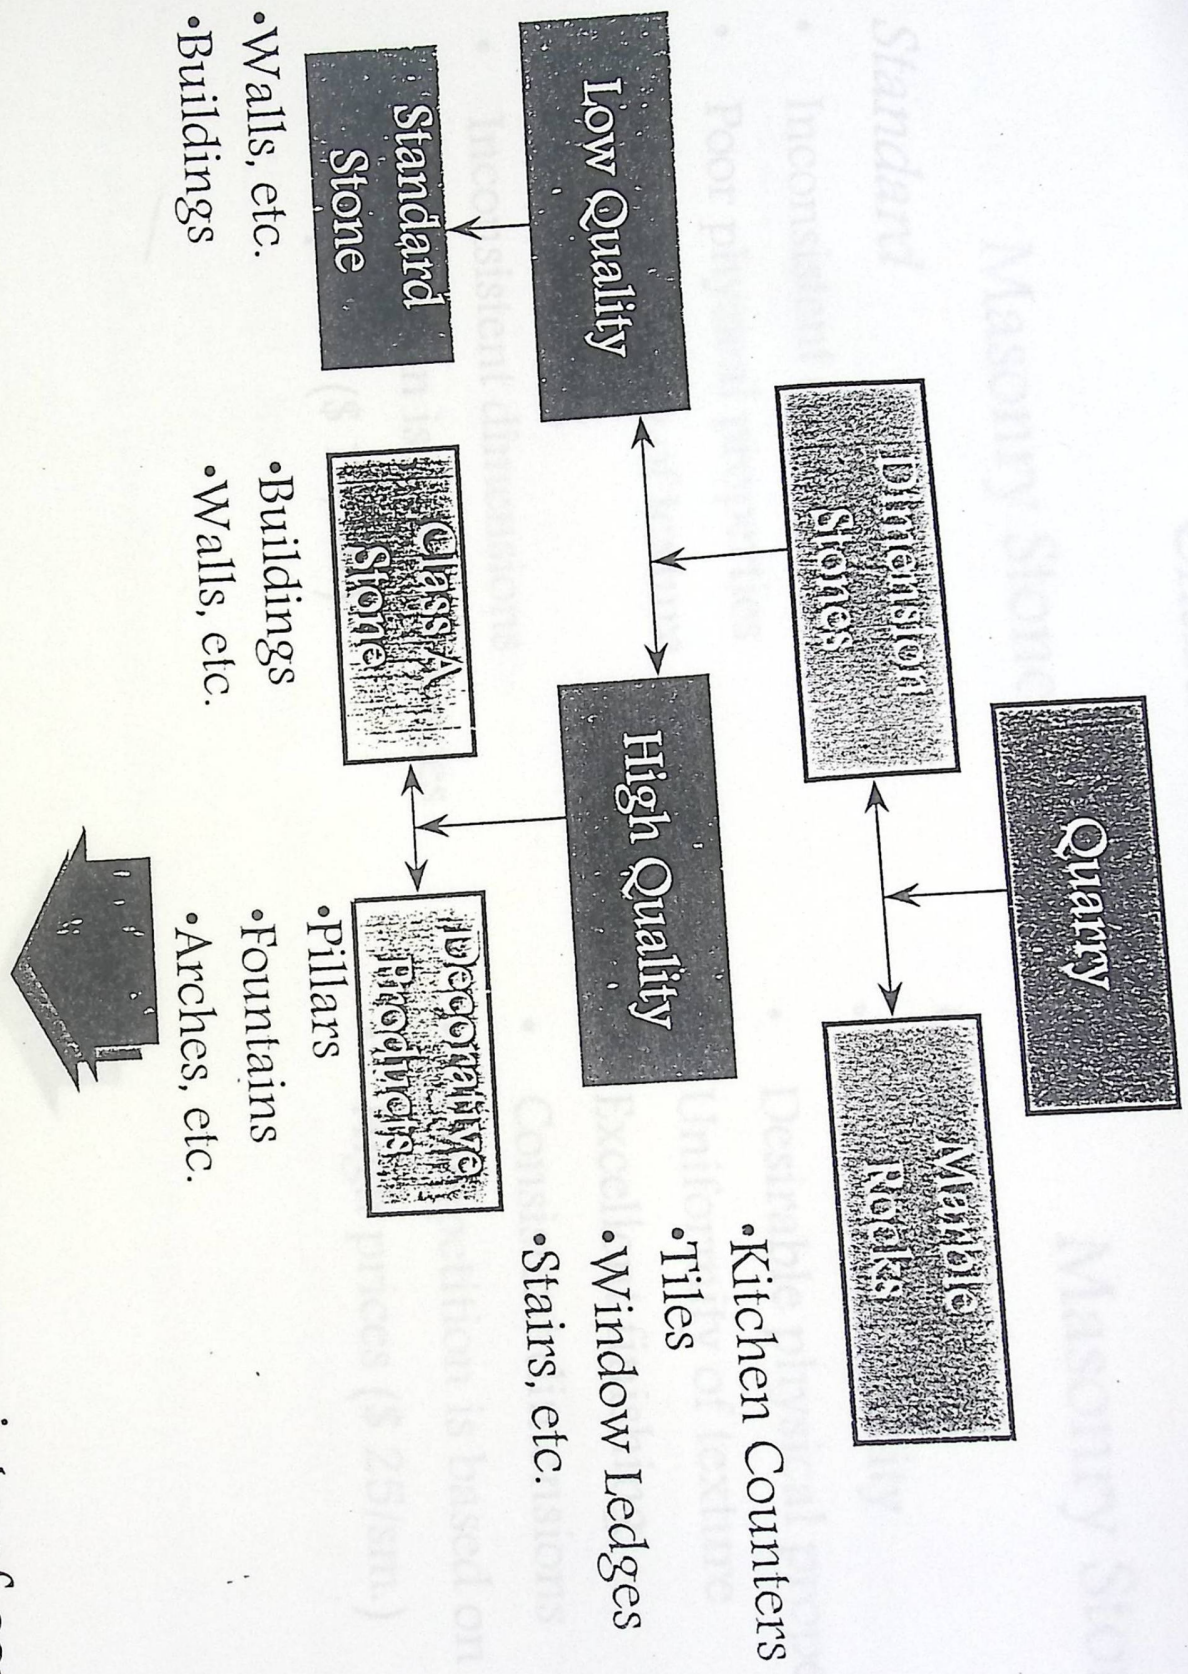 Quarry
Dimension
Stones
Marble
Rocks
•Kitchen Counters
•Tiles
•Window Ledges
•Stairs, etc.
Low Quality
High Quality
Standard
Stone
Class A
Stone
Decorative
Products
•Walls, etc.
•Buildings
•Buildings
•Walls, etc.
•Pillars
•Fountains
•Arches, etc.